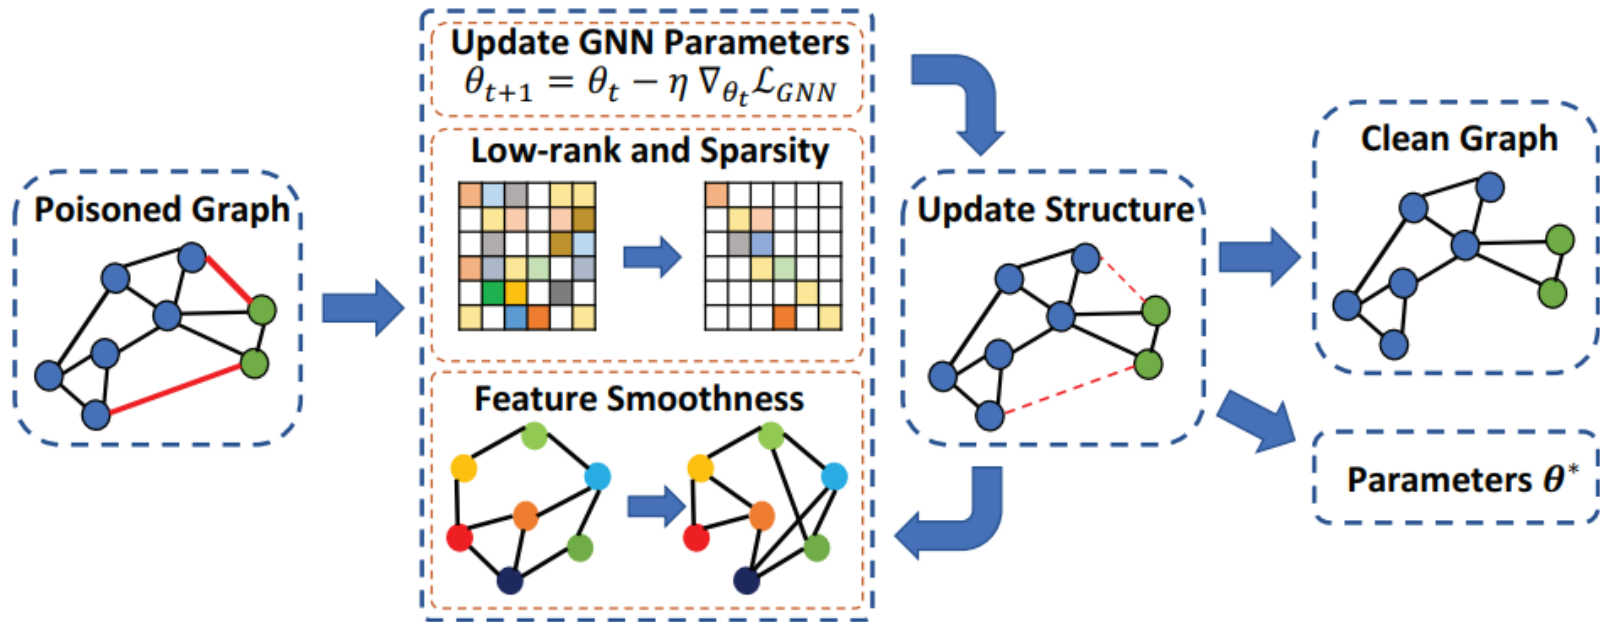 Poisoned Graph
Update GNN Parameters
θ_{t+1} = θ_t − η ∇_{θ_t} ℒ_{GNN}
Low-rank and Sparsity
Feature Smoothness
Update Structure
Clean Graph
Parameters θ*